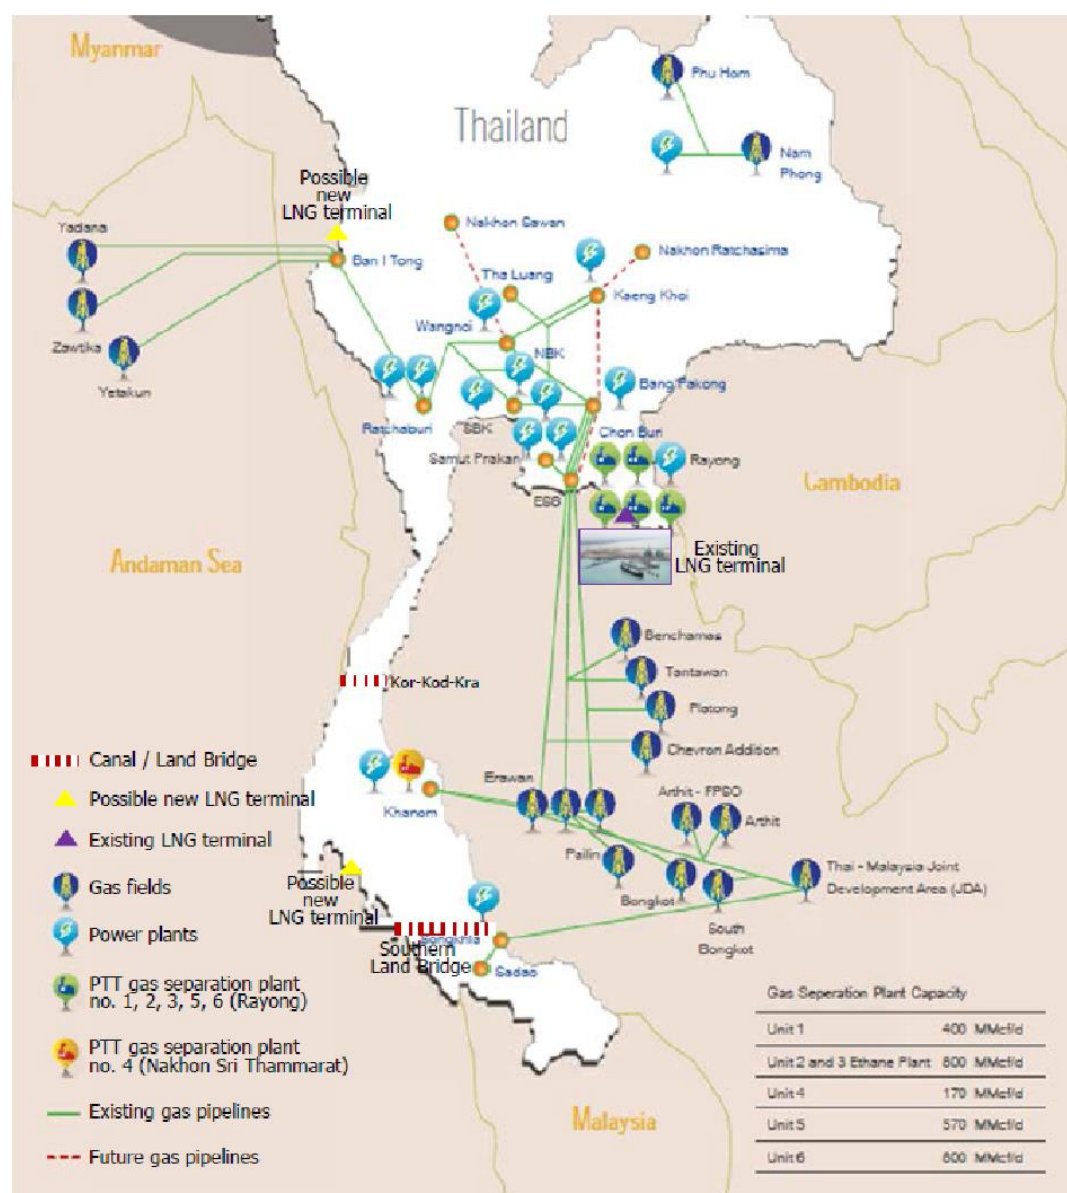 Myanmar
Phu Hom
Thailand
Nam
Phong
Possible
new
LNG terminal
Yadana
Nakhon Sawan
Ban I Tong
Nakhon Ratchasima
Tha Luang
Kaeng Khoi
Wangnoi
Zawtika
NBK
Yetakun
Bang Pakong
Ratchaburi
SBK
Chon Buri
Samut Prakan
Rayong
Cambodia
ESB
Existing
LNG terminal
Andaman Sea
Benchamas
Tantawan
Kor-Kod-Kra
Platong
Chevron Addition
Canal / Land Bridge
Erawan
Possible new LNG terminal
Khanom
Arthit - FPSO
Arthit
Existing LNG terminal
Pailin
Thai - Malaysia Joint
Development Area (JDA)
Gas fields
Possible
new
LNG terminal
Bongkot
South
Bongkot
Power plants
Songkhla
Southern
Land Bridge
Sadao
PTT gas separation plant
no. 1, 2, 3, 5, 6 (Rayong)
Gas Seperation Plant Capacity
Unit 1 400 MMcf/d
PTT gas separation plant
no. 4 (Nakhon Sri Thammarat)
Unit 2 and 3 Ethane Plant 800 MMcf/d
Unit 4 170 MMcf/d
Existing gas pipelines
Malaysia
Unit 5 570 MMcf/d
Future gas pipelines
Unit 6 800 MMcf/d